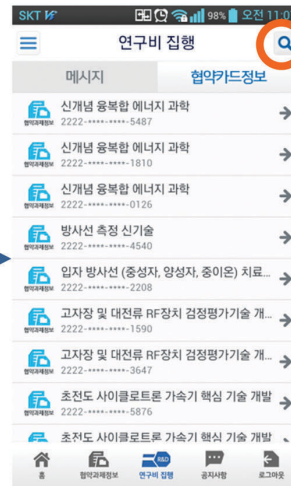 SKT
98% 오전 11:0
연구비 집행
메시지 협약카드정보
신개념 융복합 에너지 과학
협약과제정보 2222-****-****-5487
신개념 융복합 에너지 과학
협약과제정보 2222-****-****-1810
신개념 융복합 에너지 과학
협약과제정보 2222-****-****-0126
방사선 측정 신기술
협약과제정보 2222-****-****-4540
입자 방사선 (중성자, 양성자, 중이온) 치료...
협약과제정보 2222-****-****-2208
고자장 및 대전류 RF장치 검정평가기술 개...
협약과제정보 2222-****-****-1590
고자장 및 대전류 RF장치 검정평가기술 개...
협약과제정보 2222-****-****-3647
초전도 사이클로트론 가속기 핵심 기술 개발
협약과제정보 2222-****-****-5876
초전도 사이클로트론 가속기 핵심 기술 개발
R&D
홈 협약과제정보 연구비 집행 공지사항 로그아웃